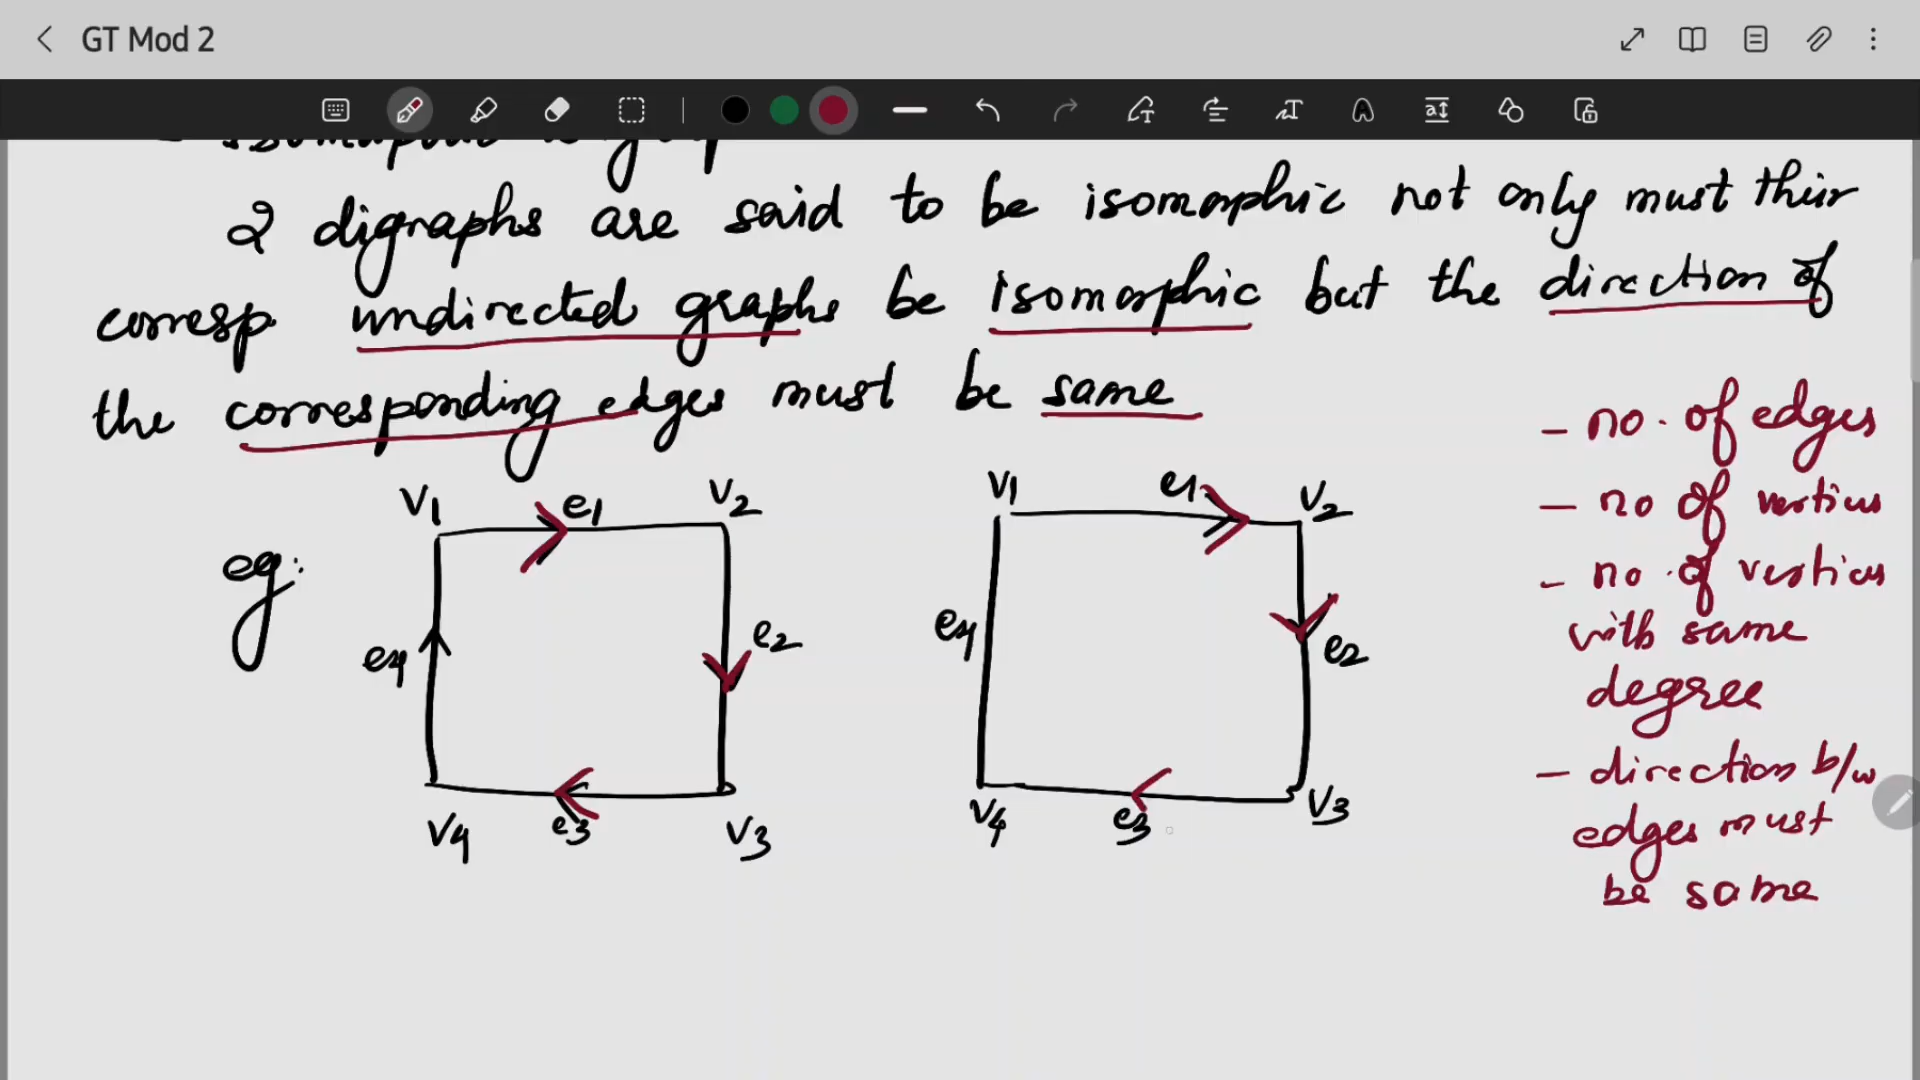 GT Mod 2
2 digraphs are said to be isomorphic not only must their
corresp. undirected graphs be isomorphic but the direction of
the corresponding edges must be same
- no. of edges
- no of vertices
- no. of vertices
with same
degree
- direction b/w
edges must
be same
eg:
V1 e1 V2
e4 e2
V4 e3 V3
V1 e1 V2
e4 e2
V4 e3 V3